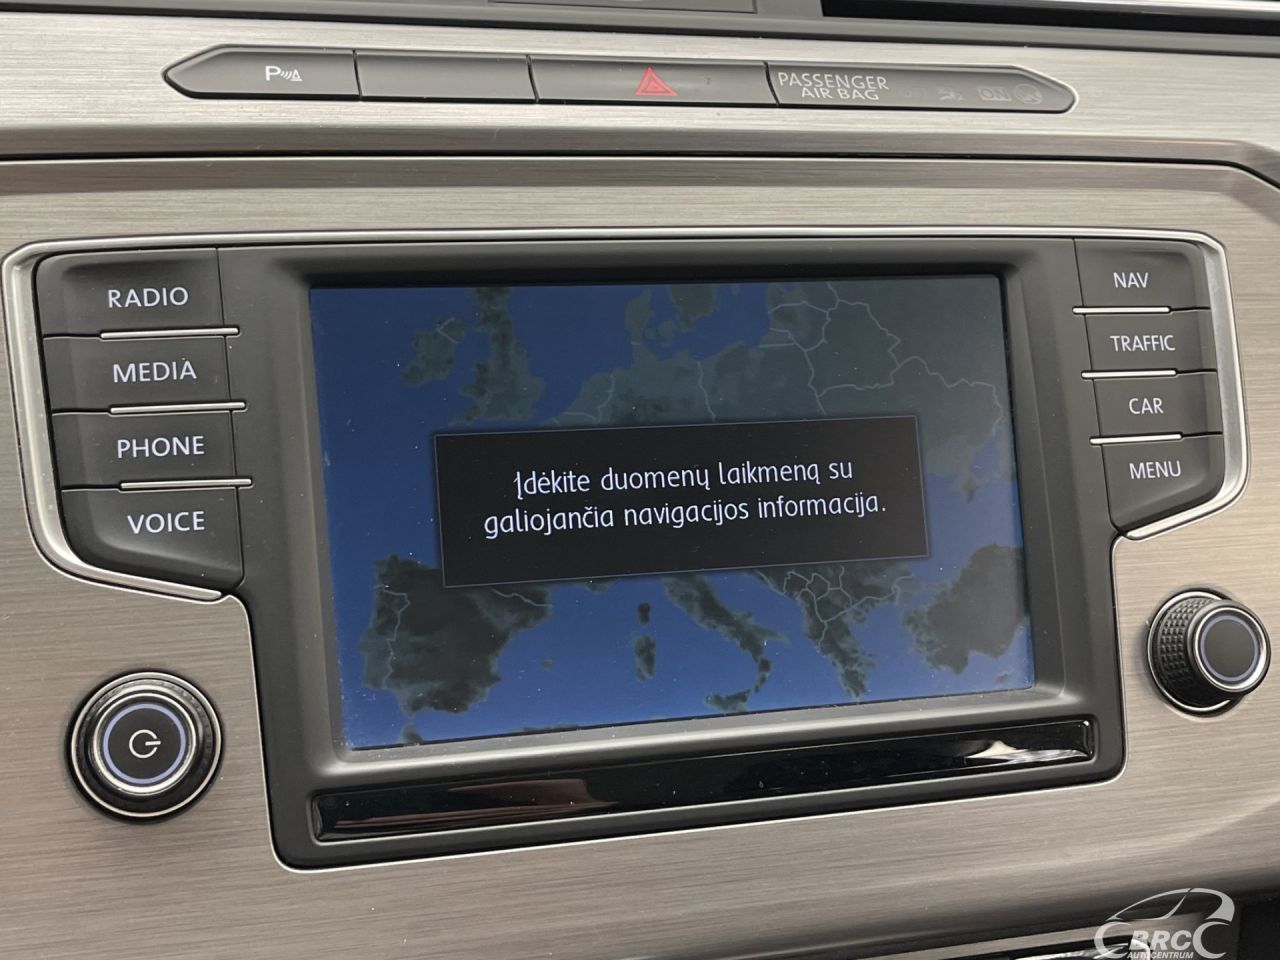 P
PASSENGER
AIR BAG
ON
RADIO
MEDIA
PHONE
VOICE
Įdėkite duomenų laikmeną su
galiojančia navigacijos informacija.
NAV
TRAFFIC
CAR
MENU
BRC
AUTOCENTRUM